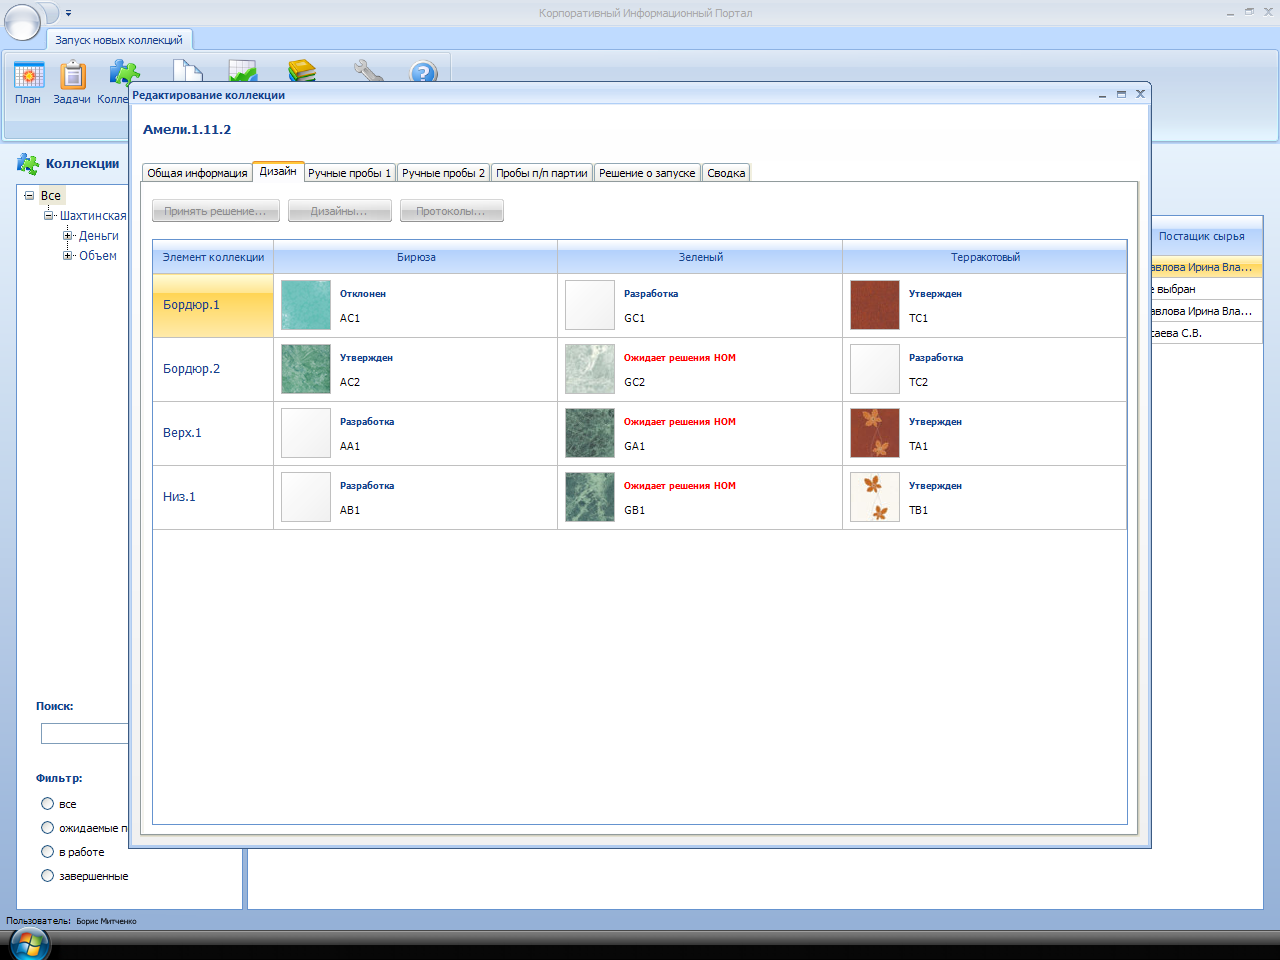 Корпоративный Информационный Портал
Запуск новых коллекций
План
Задачи
Колле
Редактирование коллекции
Амели.1.11.2
Коллекции
Общая информация
Дизайн
Ручные пробы 1
Ручные пробы 2
Пробы п/п партии
Решение о запуске
Сводка
Все
Шахтинская
Деньги
Объем
Принять решение...
Дизайны...
Протоколы...
Постащик сырья
авлова Ирина Вла...
е выбран
авлова Ирина Вла...
саева С.В.
Элемент коллекции
Бирюза
Зеленый
Терракотовый
Бордюр.1
Отклонен
AC1
Разработка
GC1
Утвержден
TC1
Бордюр.2
Утвержден
AC2
Ожидает решения НОМ
GC2
Разработка
TC2
Верх.1
Разработка
AA1
Ожидает решения НОМ
GA1
Утвержден
TA1
Низ.1
Разработка
AB1
Ожидает решения НОМ
GB1
Утвержден
TB1
Поиск:
Фильтр:
все
ожидаемые п
в работе
завершенные
Пользователь: Борис Митченко